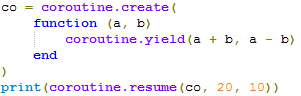 co = coroutine.create(
    function (a, b)
        coroutine.yield(a + b, a - b)
    end
)
print(coroutine.resume(co, 20, 10))